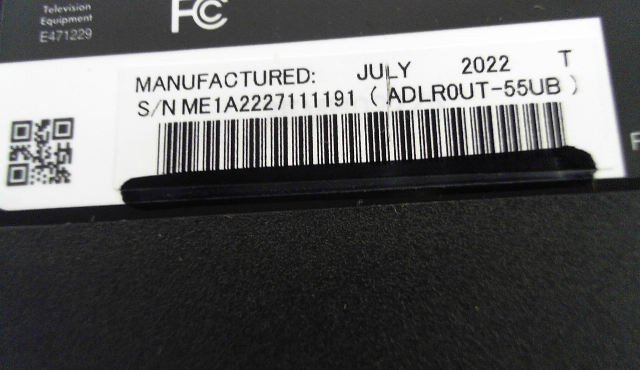 Television
Equipment
E471229
FC
MANUFACTURED: JULY 2022 T
S/N ME1A2227111191 ( ADLR0UT-55UB )